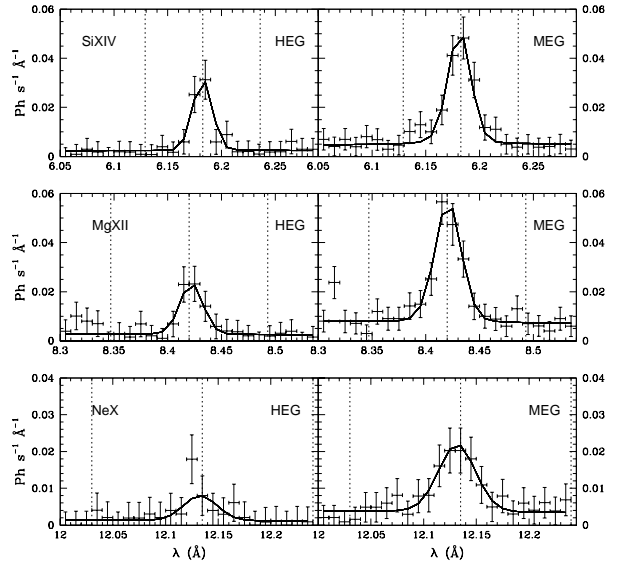 0.06 SiXIV HEG MEG 0.06
0.04 0.04
Ph s⁻¹ Å⁻¹
0.02 0.02
0 0
6.05 6.1 6.15 6.2 6.25 6.05 6.1 6.15 6.2 6.25
0.06 MgXII HEG MEG 0.06
0.04 0.04
Ph s⁻¹ Å⁻¹
0.02 0.02
0 0
8.3 8.35 8.4 8.45 8.5 8.3 8.35 8.4 8.45 8.5
0.04 NeX HEG MEG 0.04
0.03 0.03
Ph s⁻¹ Å⁻¹
0.02 0.02
0.01 0.01
0 0
12 12.05 12.1 12.15 12.2 12 12.05 12.1 12.15 12.2
λ (Å) λ (Å)